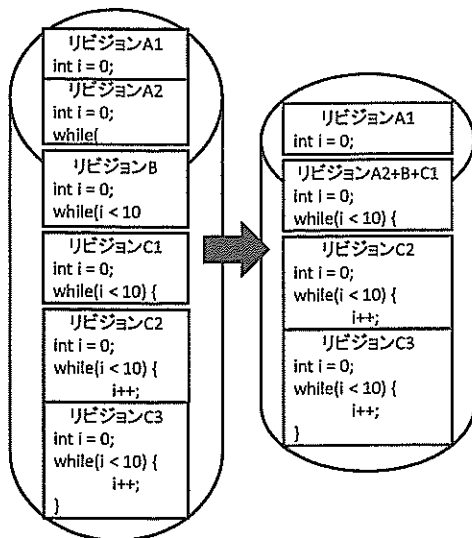 リビジョンA1
int i = 0;
リビジョンA2
int i = 0;
while(
リビジョンB
int i = 0;
while(i < 10
リビジョンC1
int i = 0;
while(i < 10) {
リビジョンC2
int i = 0;
while(i < 10) {
i++;
リビジョンC3
int i = 0;
while(i < 10) {
i++;
}
リビジョンA1
int i = 0;
リビジョンA2+B+C1
int i = 0;
while(i < 10) {
リビジョンC2
int i = 0;
while(i < 10) {
i++;
リビジョンC3
int i = 0;
while(i < 10) {
i++;
}